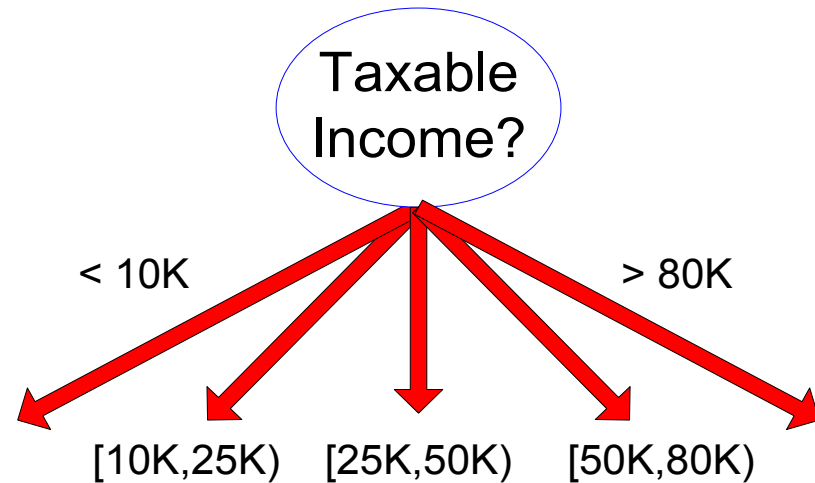 Taxable
Income?
< 10K
> 80K
[10K,25K)
[25K,50K)
[50K,80K)